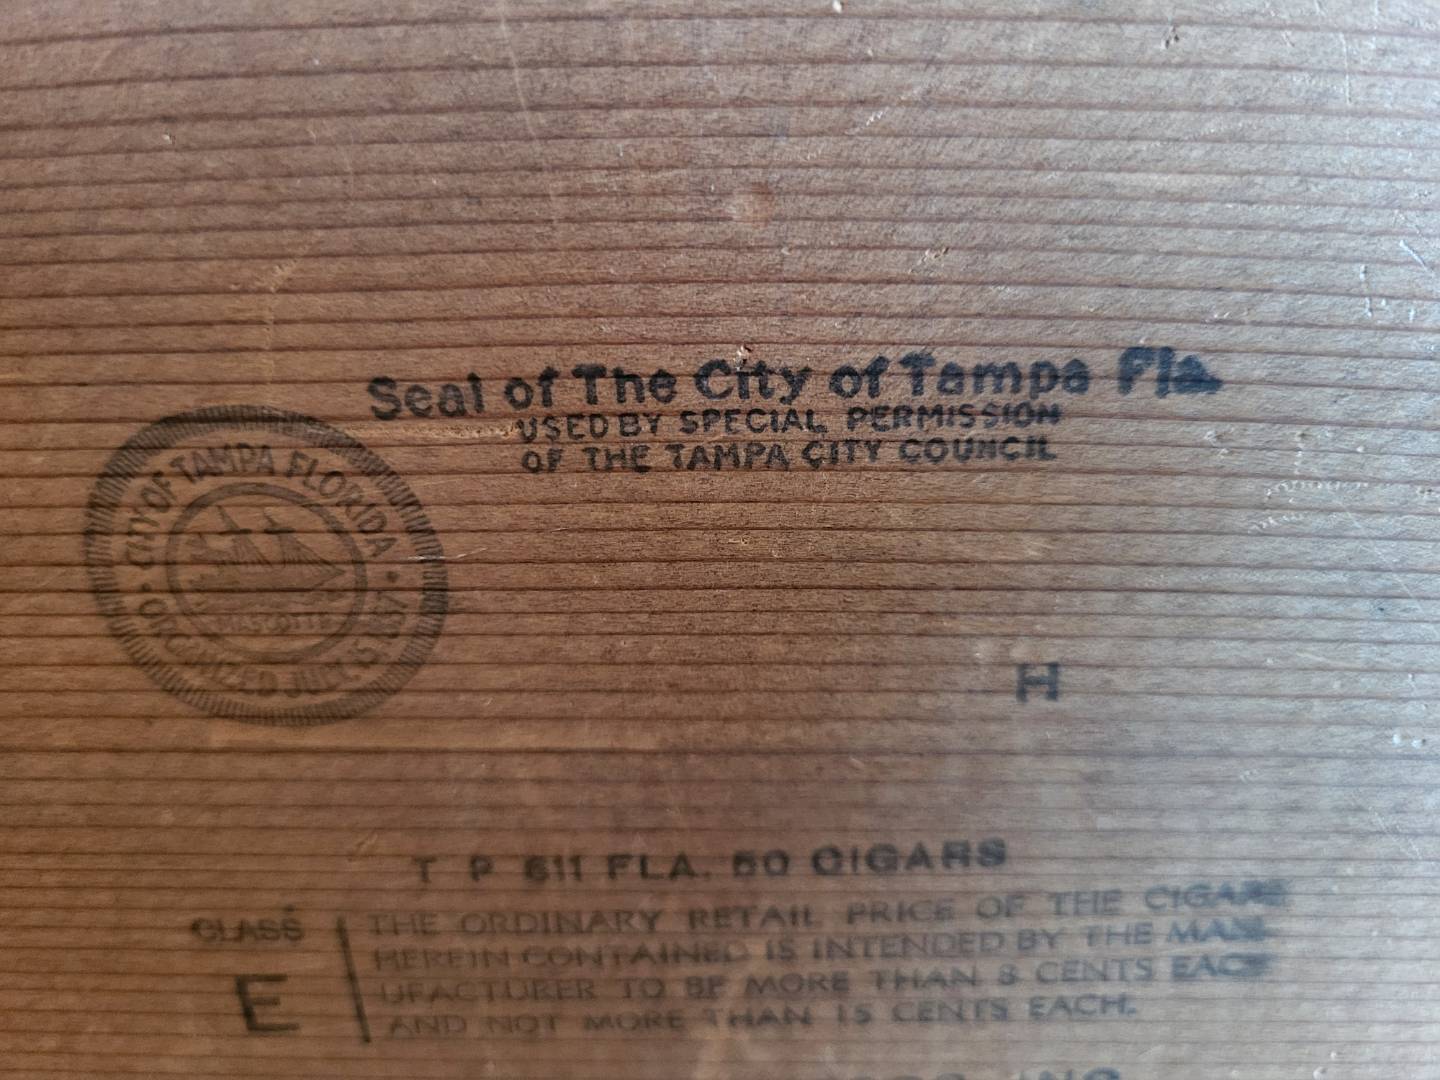 Seal of The City of Tampa Fla.
USED BY SPECIAL PERMISSION
OF THE TAMPA CITY COUNCIL
CITY OF TAMPA FLORIDA
MASCOTTE
ORGANIZED JULY 15, 1887
H
T P 611 FLA. 50 CIGARS
CLASS
E
THE ORDINARY RETAIL PRICE OF THE CIGARS
HEREIN CONTAINED IS INTENDED BY THE MAN-
UFACTURER TO BE MORE THAN 8 CENTS EACH
AND NOT MORE THAN 15 CENTS EACH.
INC.